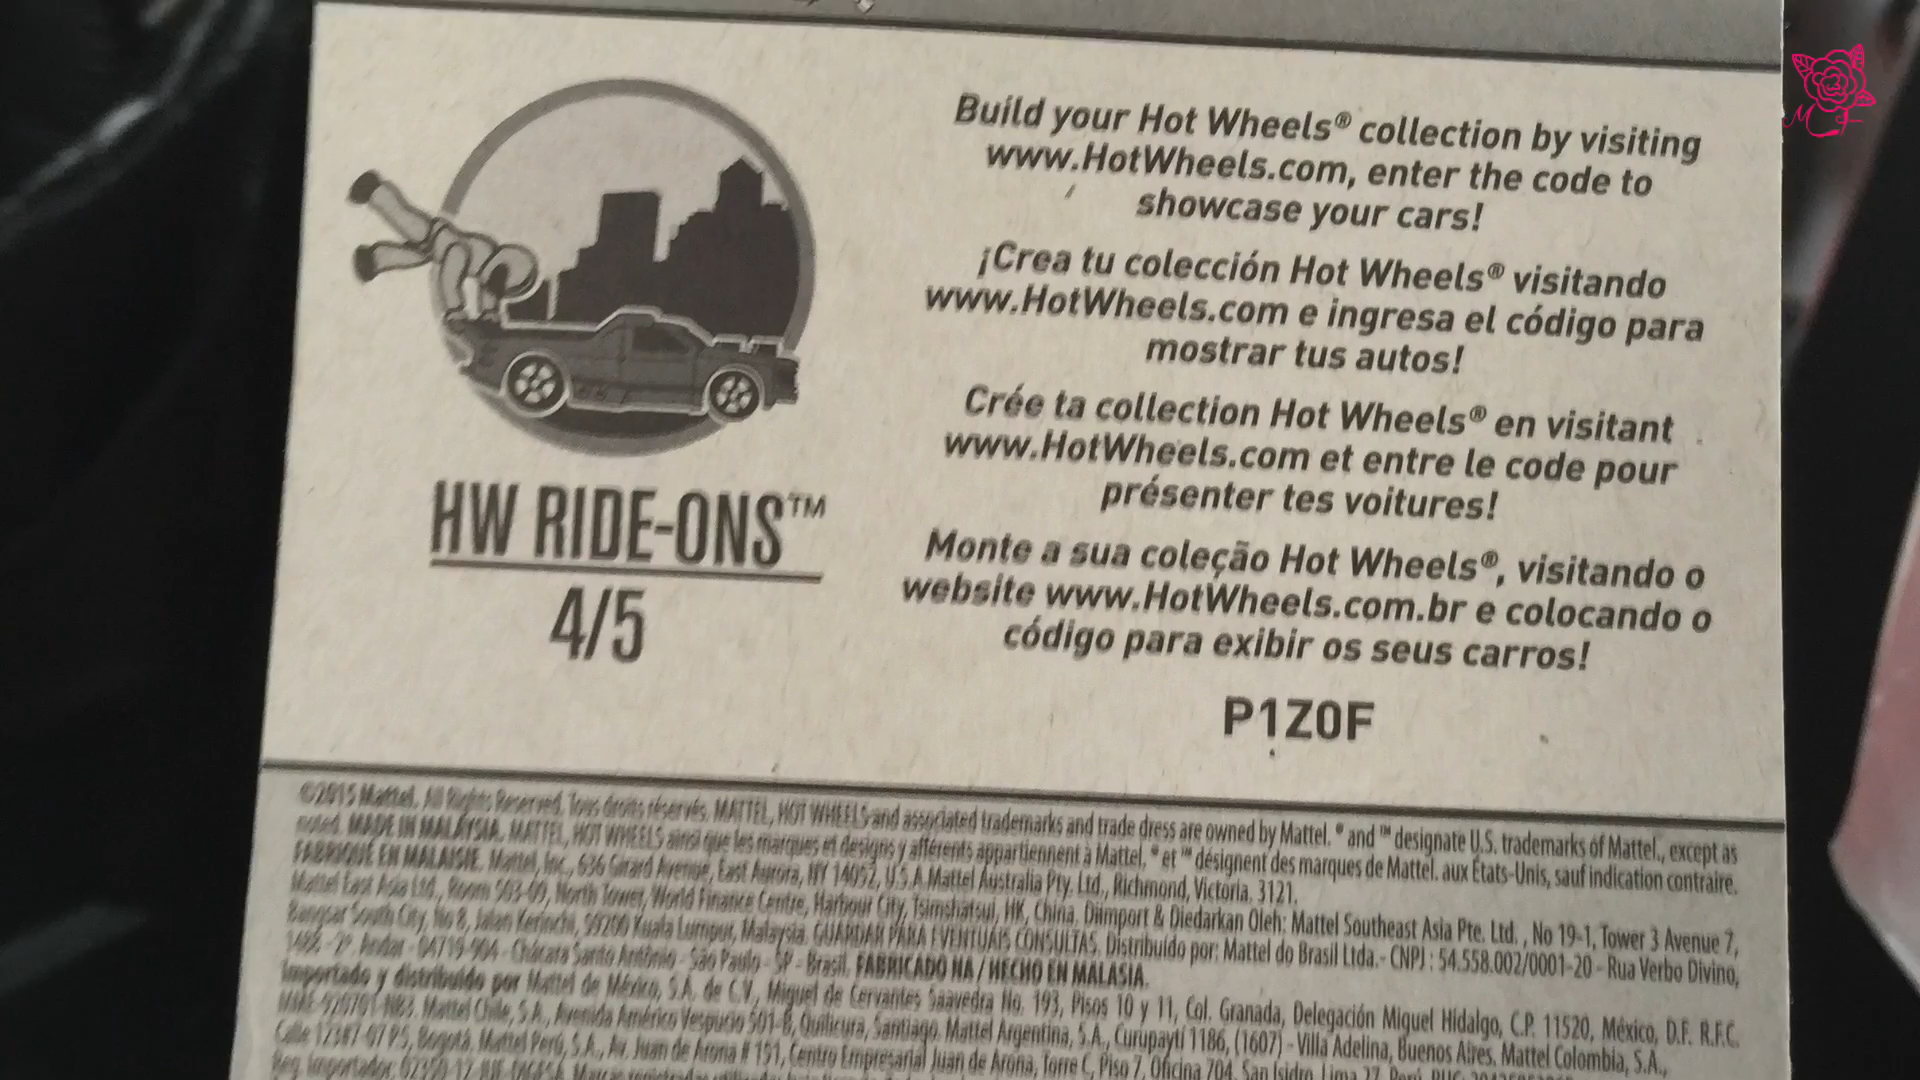 Build your Hot Wheels® collection by visiting
www.HotWheels.com, enter the code to
showcase your cars!
¡Crea tu colección Hot Wheels® visitando
www.HotWheels.com e ingresa el código para
mostrar tus autos!
Crée ta collection Hot Wheels® en visitant
www.HotWheels.com et entre le code pour
présenter tes voitures!
Monte a sua coleção Hot Wheels®, visitando o
website www.HotWheels.com.br e colocando o
código para exibir os seus carros!
P1Z0F
HW RIDE-ONS™
4/5
©2015 Mattel. All Rights Reserved. Tous droits réservés. MATTEL, HOT WHEELS and associated trademarks and trade dress are owned by Mattel. ® and ™ designate U.S. trademarks of Mattel., except as
noted. MADE IN MALAYSIA. MATTEL, HOT WHEELS ainsi que les marques et designs y afférents appartiennent à Mattel. ® et ™ désignent des marques de Mattel. aux États-Unis, sauf indication contraire.
FABRIQUÉ EN MALAISIE. Mattel, Inc., 636 Girard Avenue, East Aurora, NY 14052, U.S.A. Mattel Australia Pty. Ltd., Richmond, Victoria. 3121.
Mattel East Asia Ltd., Room 503-09, North Tower, World Finance Centre, Harbour City, Tsimshatsui, HK, China. Diimport & Diedarkan Oleh: Mattel Southeast Asia Pte. Ltd. , No 19-1, Tower 3 Avenue 7,
Bangsar South City, No 8, Jalan Kerinchi, 59200 Kuala Lumpur, Malaysia. GUARDAR PARA EVENTUAIS CONSULTAS. Distribuído por: Mattel do Brasil Ltda.- CNPJ : 54.558.002/0001-20 - Rua Verbo Divino,
1488 - 2º. Andar - 04719-904 - Chácara Santo Antônio - São Paulo - SP - Brasil. FABRICADO NA / HECHO EN MALASIA.
Importado y distribuido por Mattel de México, S.A. de C.V., Miguel de Cervantes Saavedra No. 193, Pisos 10 y 11, Col. Granada, Delegación Miguel Hidalgo, C.P. 11520, México, D.F. R.F.C.
Mattel Chile, S.A., Avenida Américo Vespucio 501-B, Quilicura, Santiago. Mattel Argentina, S.A., Curupaytí 1186, (1607) - Villa Adelina, Buenos Aires. Mattel Colombia, S.A.,
Bogotá. Mattel Perú, S.A., Av. Juan de Arona # 151, Centro Empresarial Juan de Arona, Torre C, Piso 7, Oficina 704, San Isidro, Lima 27, Perú.
Reg. Importador: